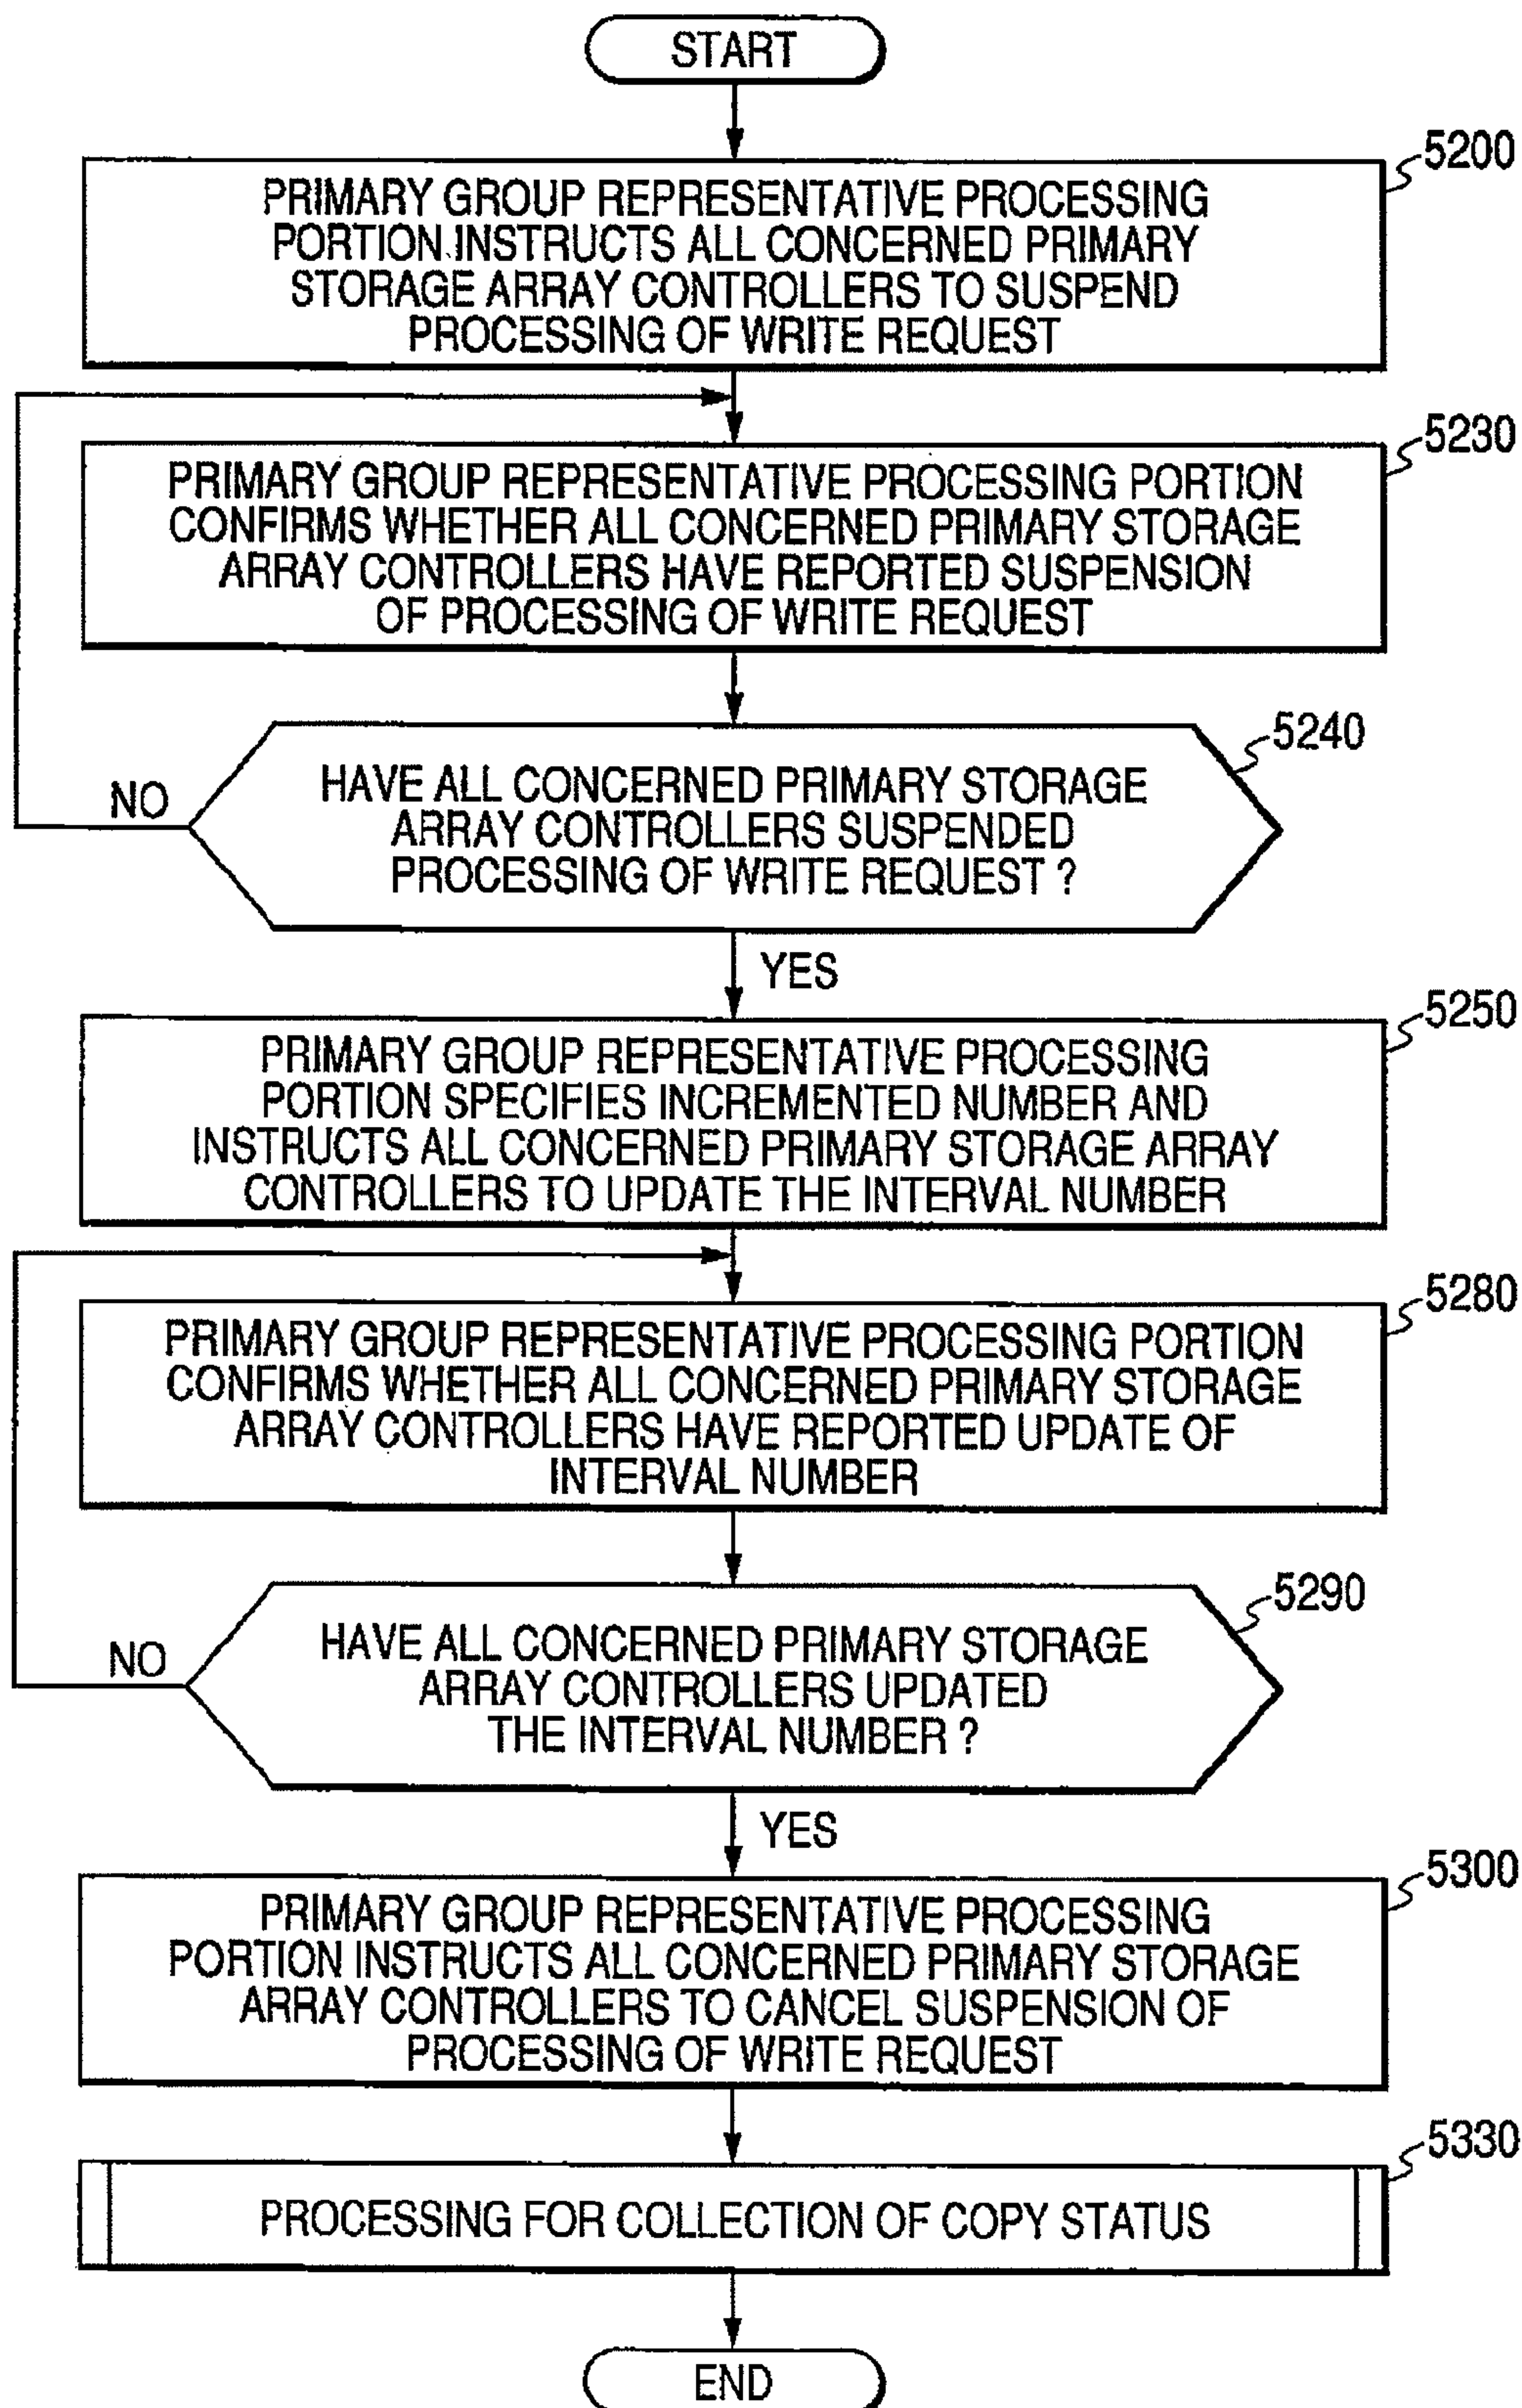 START
5200
PRIMARY GROUP REPRESENTATIVE PROCESSING
PORTION INSTRUCTS ALL CONCERNED PRIMARY
STORAGE ARRAY CONTROLLERS TO SUSPEND
PROCESSING OF WRITE REQUEST
5230
PRIMARY GROUP REPRESENTATIVE PROCESSING PORTION
CONFIRMS WHETHER ALL CONCERNED PRIMARY STORAGE
ARRAY CONTROLLERS HAVE REPORTED SUSPENSION
OF PROCESSING OF WRITE REQUEST
5240
NO
HAVE ALL CONCERNED PRIMARY STORAGE
ARRAY CONTROLLERS SUSPENDED
PROCESSING OF WRITE REQUEST ?
YES
5250
PRIMARY GROUP REPRESENTATIVE PROCESSING
PORTION SPECIFIES INCREMENTED NUMBER AND
INSTRUCTS ALL CONCERNED PRIMARY STORAGE ARRAY
CONTROLLERS TO UPDATE THE INTERVAL NUMBER
5280
PRIMARY GROUP REPRESENTATIVE PROCESSING PORTION
CONFIRMS WHETHER ALL CONCERNED PRIMARY STORAGE
ARRAY CONTROLLERS HAVE REPORTED UPDATE OF
INTERVAL NUMBER
5290
NO
HAVE ALL CONCERNED PRIMARY STORAGE
ARRAY CONTROLLERS UPDATED
THE INTERVAL NUMBER ?
YES
5300
PRIMARY GROUP REPRESENTATIVE PROCESSING
PORTION INSTRUCTS ALL CONCERNED PRIMARY STORAGE
ARRAY CONTROLLERS TO CANCEL SUSPENSION OF
PROCESSING OF WRITE REQUEST
5330
PROCESSING FOR COLLECTION OF COPY STATUS
END